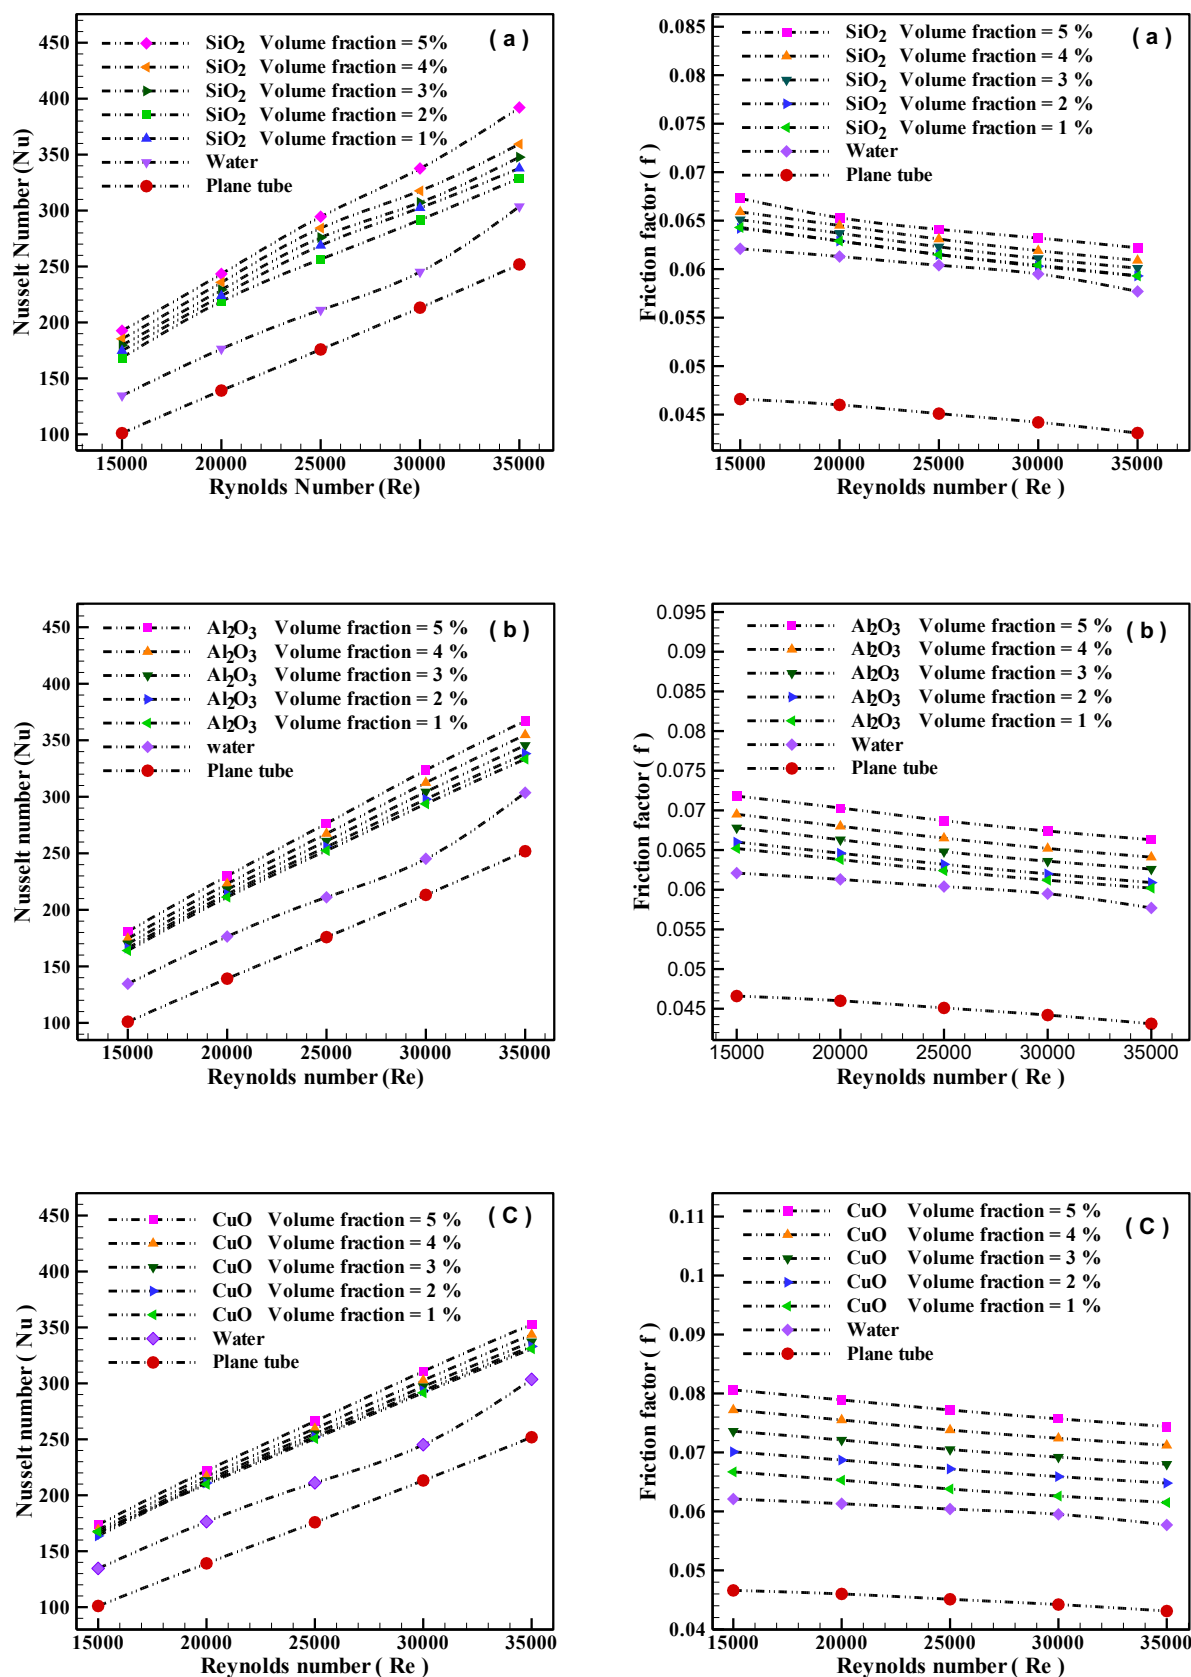 ( a )
SiO2 Volume fraction = 5%
SiO2 Volume fraction = 4%
SiO2 Volume fraction = 3%
SiO2 Volume fraction = 2%
SiO2 Volume fraction = 1%
Water
Plane tube
Nusselt Number (Nu)
450
400
350
300
250
200
150
100
15000 20000 25000 30000 35000
Rynolds Number (Re)
( a )
SiO2 Volume fraction = 5 %
SiO2 Volume fraction = 4 %
SiO2 Volume fraction = 3 %
SiO2 Volume fraction = 2 %
SiO2 Volume fraction = 1 %
Water
Plane tube
Friction factor ( f )
0.085
0.08
0.075
0.07
0.065
0.06
0.055
0.05
0.045
15000 20000 25000 30000 35000
Reynolds number ( Re )
( b )
Al2O3 Volume fraction = 5 %
Al2O3 Volume fraction = 4 %
Al2O3 Volume fraction = 3 %
Al2O3 Volume fraction = 2 %
Al2O3 Volume fraction = 1 %
water
Plane tube
Nusselt number (Nu)
450
400
350
300
250
200
150
100
15000 20000 25000 30000 35000
Reynolds number (Re)
( b )
Al2O3 Volume fraction = 5 %
Al2O3 Volume fraction = 4 %
Al2O3 Volume fraction = 3 %
Al2O3 Volume fraction = 2 %
Al2O3 Volume fraction = 1 %
Water
Plane tube
Friction factor ( f )
0.095
0.09
0.085
0.08
0.075
0.07
0.065
0.06
0.055
0.05
0.045
15000 20000 25000 30000 35000
Reynolds number ( Re )
( C )
CuO Volume fraction = 5 %
CuO Volume fraction = 4 %
CuO Volume fraction = 3 %
CuO Volume fraction = 2 %
CuO Volume fraction = 1 %
Water
Plane tube
Nusselt number ( Nu )
450
400
350
300
250
200
150
100
15000 20000 25000 30000 35000
Reynolds number ( Re )
( C )
CuO Volume fraction = 5 %
CuO Volume fraction = 4 %
CuO Volume fraction = 3 %
CuO Volume fraction = 2 %
CuO Volume fraction = 1 %
Water
Plane tube
Friction factor ( f )
0.11
0.1
0.09
0.08
0.07
0.06
0.05
0.04
15000 20000 25000 30000 35000
Reynolds number ( Re )